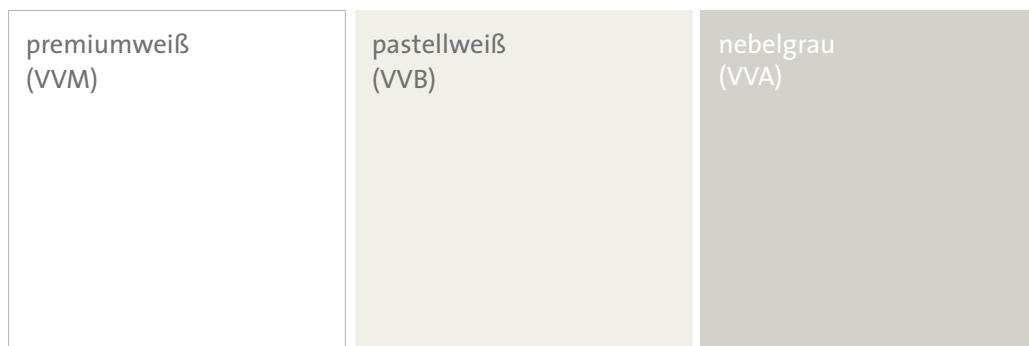 premiumweiß
(VVM)
pastellweiß
(VVB)
nebelgrau
(VVA)